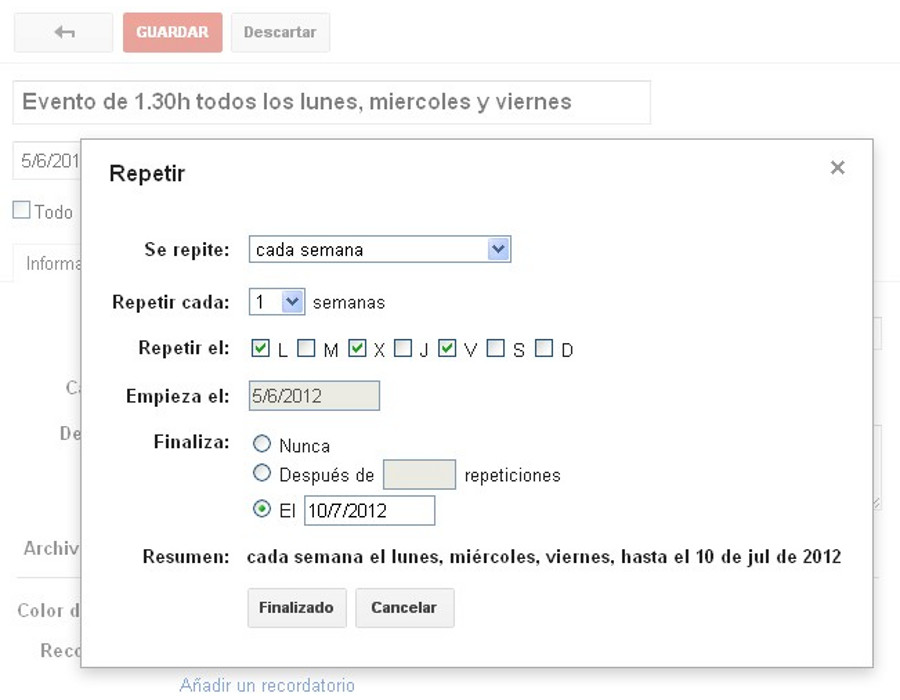 GUARDAR Descartar
Evento de 1.30h todos los lunes, miercoles y viernes
5/6/201
Repetir
Todo
Se repite: cada semana
Informa
Repetir cada: 1 semanas
Repetir el: L M X J V S D
Empieza el: 5/6/2012
Finaliza: Nunca
Después de repeticiones
El 10/7/2012
Archiv
Resumen: cada semana el lunes, miércoles, viernes, hasta el 10 de jul de 2012
Color d
Finalizado Cancelar
Reco
Añadir un recordatorio